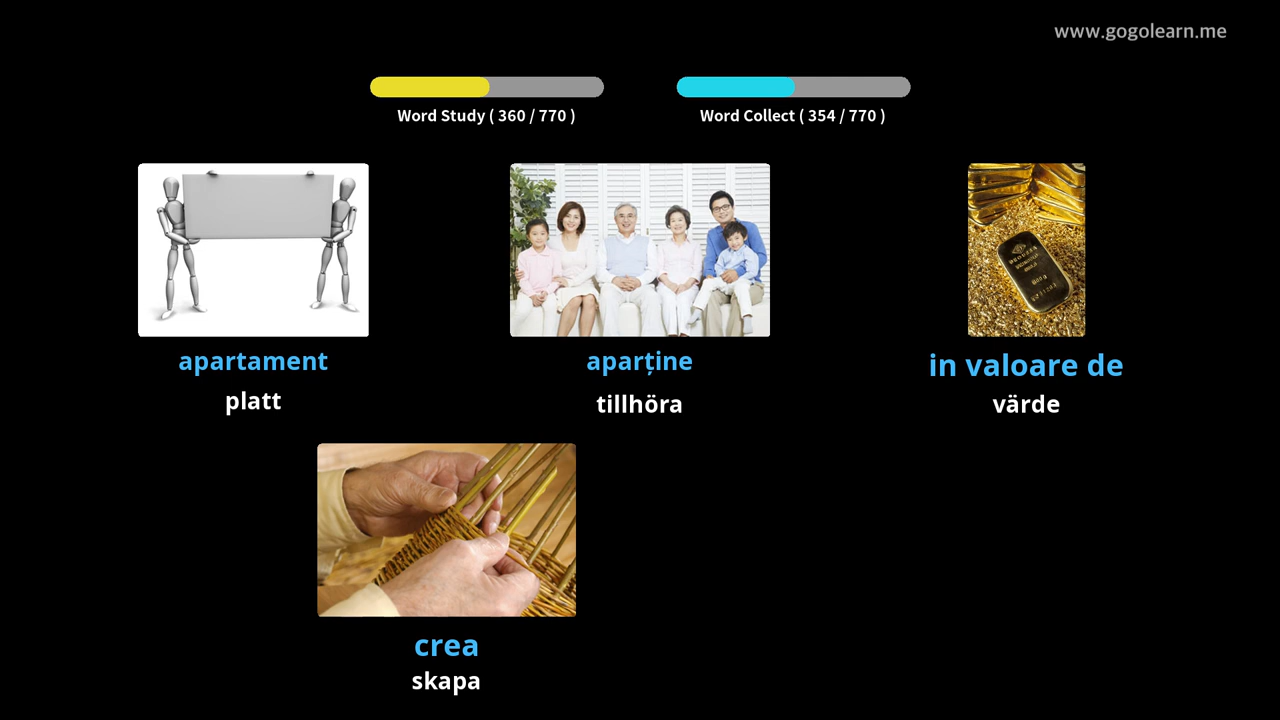 www.gogolearn.me
Word Study ( 360 / 770 )
Word Collect ( 354 / 770 )
apartament
platt
aparține
tillhöra
in valoare de
värde
crea
skapa